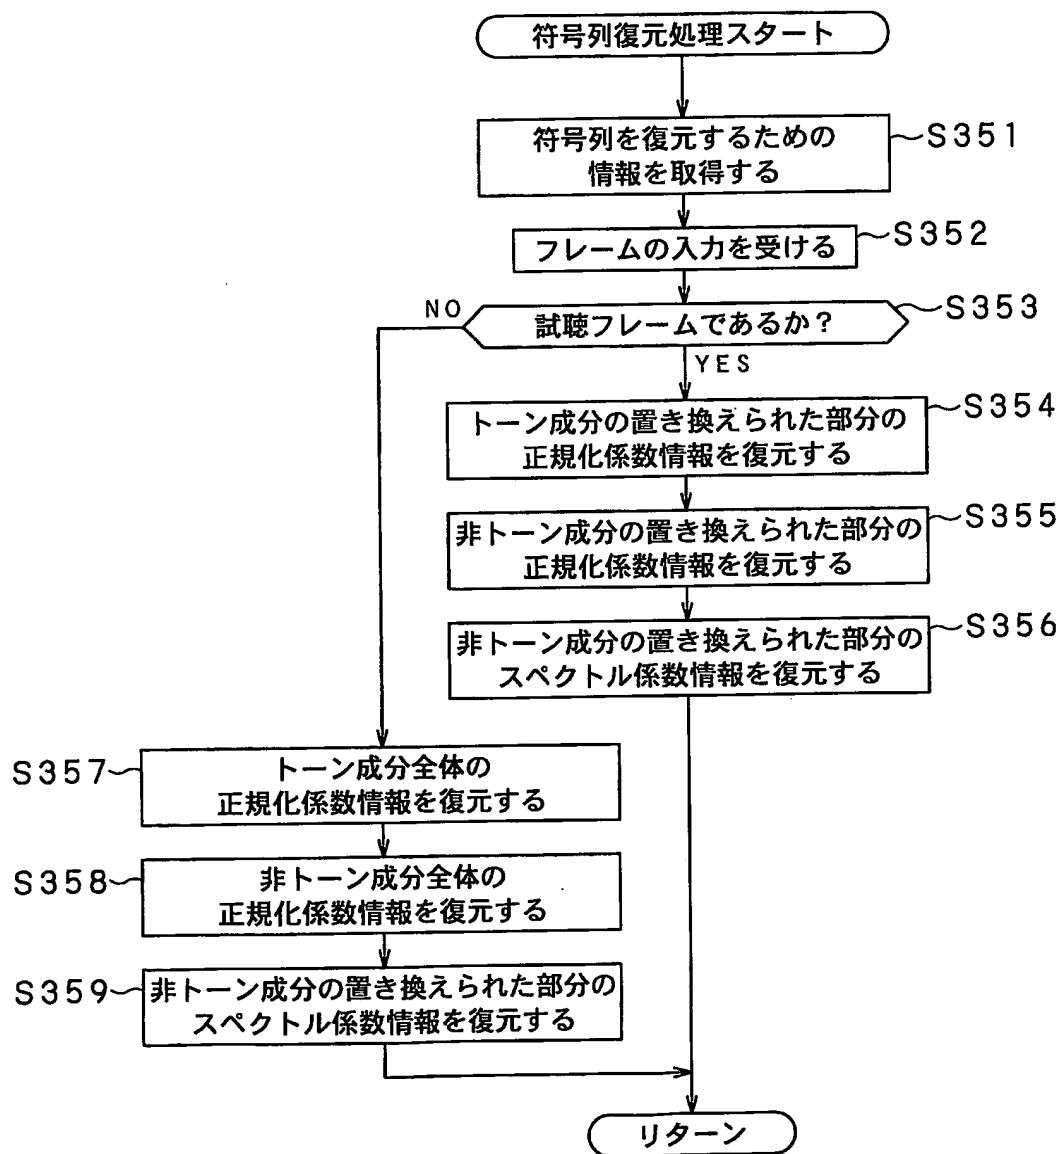 符号列復元処理スタート
符号列を復元するための
情報を取得する
S351
フレームの入力を受ける
S352
試聴フレームであるか？
S353
NO
YES
トーン成分の置き換えられた部分の
正規化係数情報を復元する
S354
非トーン成分の置き換えられた部分の
正規化係数情報を復元する
S355
非トーン成分の置き換えられた部分の
スペクトル係数情報を復元する
S356
S357
トーン成分全体の
正規化係数情報を復元する
S358
非トーン成分全体の
正規化係数情報を復元する
S359
非トーン成分の置き換えられた部分の
スペクトル係数情報を復元する
リターン